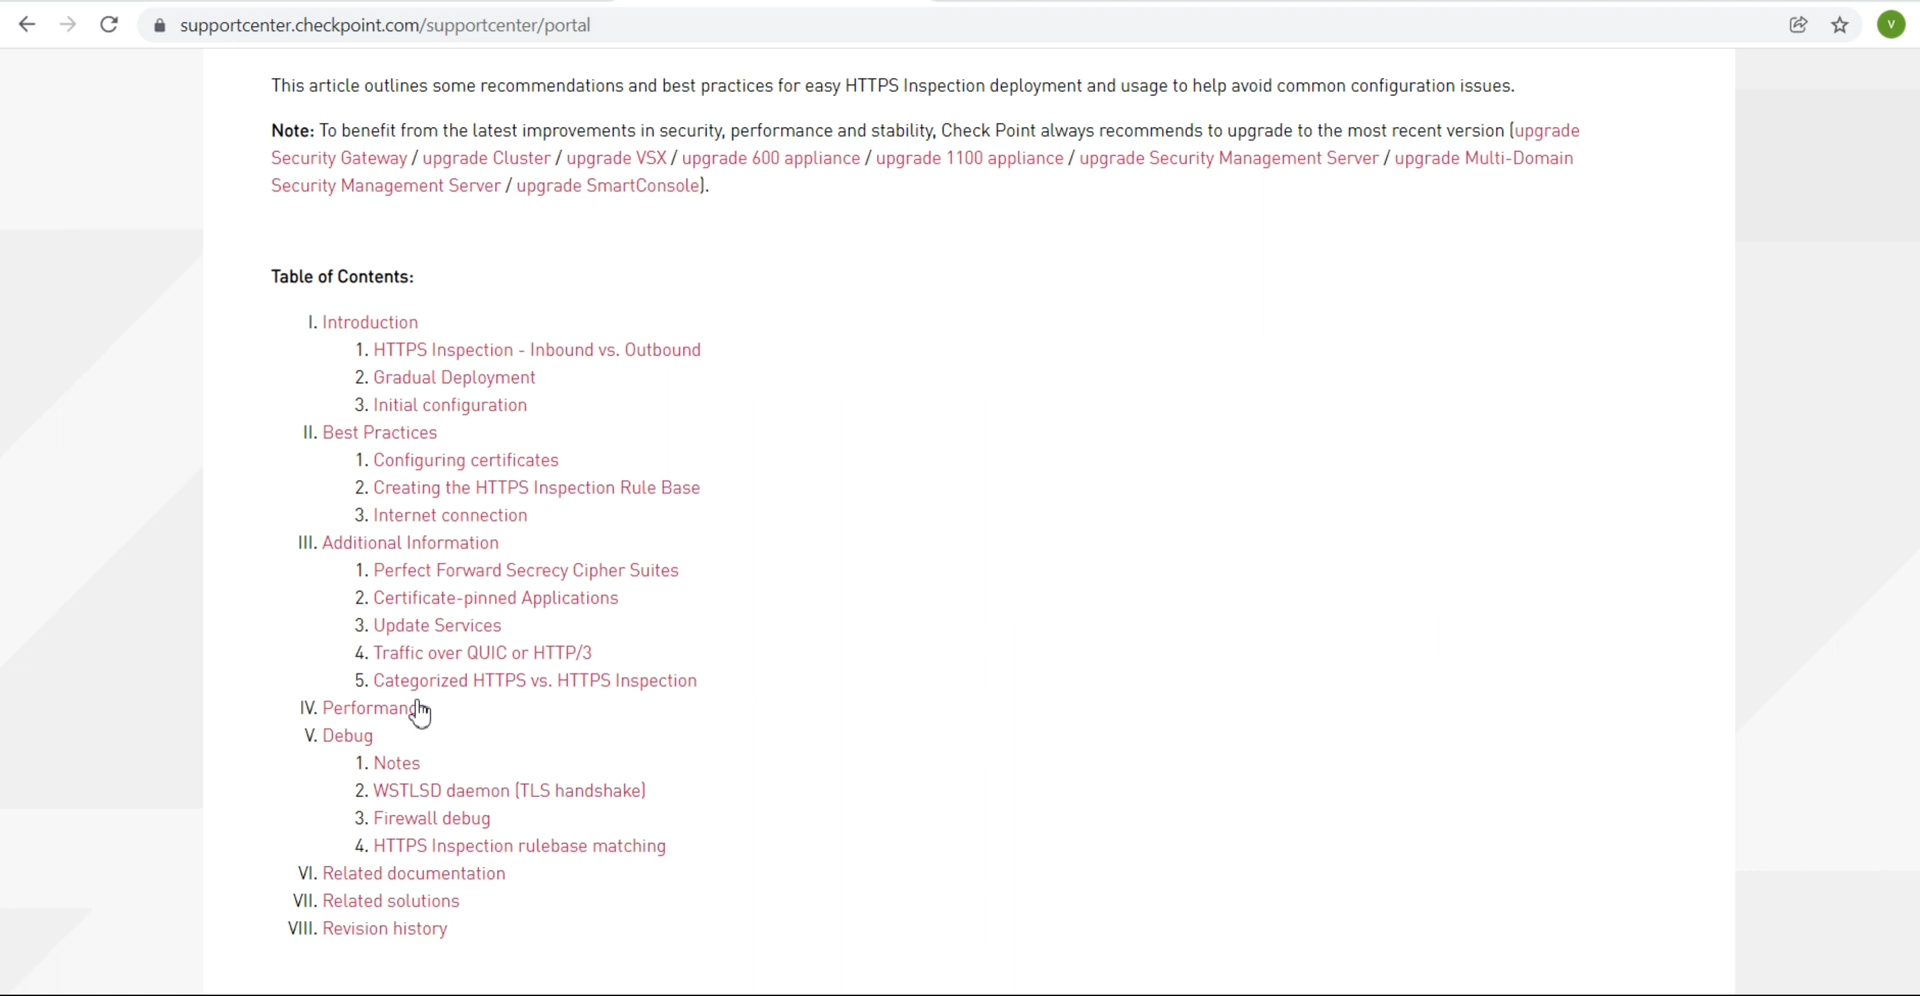 supportcenter.checkpoint.com/supportcenter/portal
V
This article outlines some recommendations and best practices for easy HTTPS Inspection deployment and usage to help avoid common configuration issues.
Note: To benefit from the latest improvements in security, performance and stability, Check Point always recommends to upgrade to the most recent version (upgrade
Security Gateway / upgrade Cluster / upgrade VSX / upgrade 600 appliance / upgrade 1100 appliance / upgrade Security Management Server / upgrade Multi-Domain
Security Management Server / upgrade SmartConsole).
Table of Contents:
I. Introduction
1. HTTPS Inspection - Inbound vs. Outbound
2. Gradual Deployment
3. Initial configuration
II. Best Practices
1. Configuring certificates
2. Creating the HTTPS Inspection Rule Base
3. Internet connection
III. Additional Information
1. Perfect Forward Secrecy Cipher Suites
2. Certificate-pinned Applications
3. Update Services
4. Traffic over QUIC or HTTP/3
5. Categorized HTTPS vs. HTTPS Inspection
IV. Performance
V. Debug
1. Notes
2. WSTLSD daemon (TLS handshake)
3. Firewall debug
4. HTTPS Inspection rulebase matching
VI. Related documentation
VII. Related solutions
VIII. Revision history